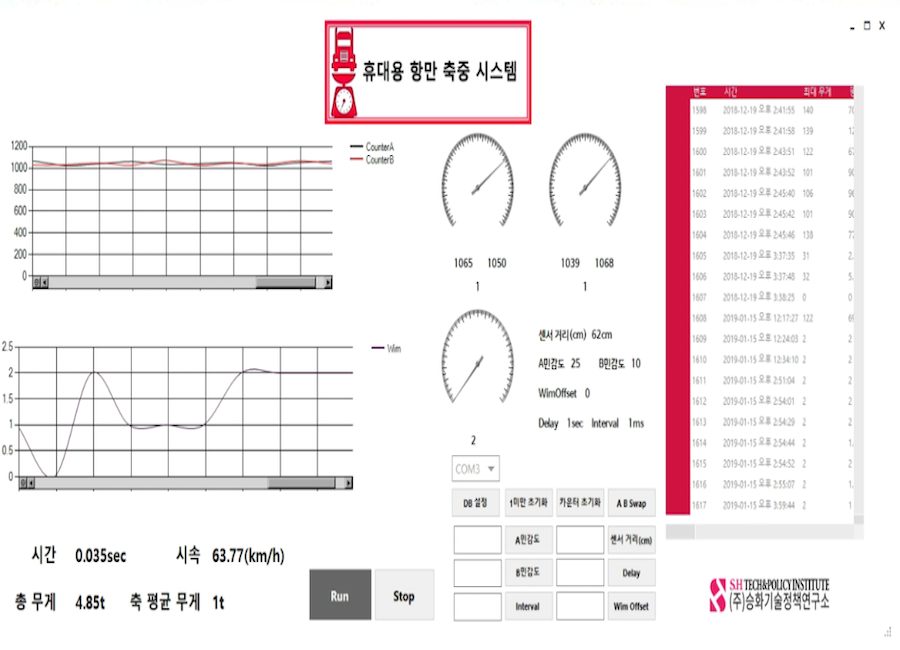 휴대용 항만 축중 시스템
CounterA
CounterB
1200
1000
800
600
400
200
0
1065 1050
1
1039 1068
1
Wim
2.5
2
1.5
1
0.5
0
2
센서 거리(cm) 62cm
A민감도 25 B민감도 10
WimOffset 0
Delay 1sec Interval 1ms
COM3
DB 설정 1미만 초기화 카운터 초기화 A B Swap
A민감도 센서 거리(cm)
B민감도 Delay
Interval Wim Offset
시간 0.035sec 시속 63.77(km/h)
총 무게 4.85t 축 평균 무게 1t
Run Stop
번호 시간 최대 무게
1598 2018-12-19 오후 2:41:55 140 70
1599 2018-12-19 오후 2:41:58 139 12
1600 2018-12-19 오후 2:43:51 122 67
1601 2018-12-19 오후 2:43:52 101 90
1602 2018-12-19 오후 2:45:40 106 96
1603 2018-12-19 오후 2:45:42 101 90
1604 2018-12-19 오후 2:45:46 138 77
1605 2018-12-19 오후 3:37:35 31 2.
1606 2018-12-19 오후 3:37:48 32 5.
1607 2018-12-19 오후 3:38:25 0 0
1608 2019-01-15 오후 12:17:27 122 69
1609 2019-01-15 오후 12:24:03 2 2
1610 2019-01-15 오후 12:34:10 2 2
1611 2019-01-15 오후 2:51:04 2 2
1612 2019-01-15 오후 2:54:01 2 2
1613 2019-01-15 오후 2:54:29 2 2
1614 2019-01-15 오후 2:54:44 2 1.
1615 2019-01-15 오후 2:54:52 2 2
1616 2019-01-15 오후 2:55:07 2 1.
1617 2019-01-15 오후 3:59:44 2 1
S.H TECH&POLICY INSTITUTE
(주)승화기술정책연구소